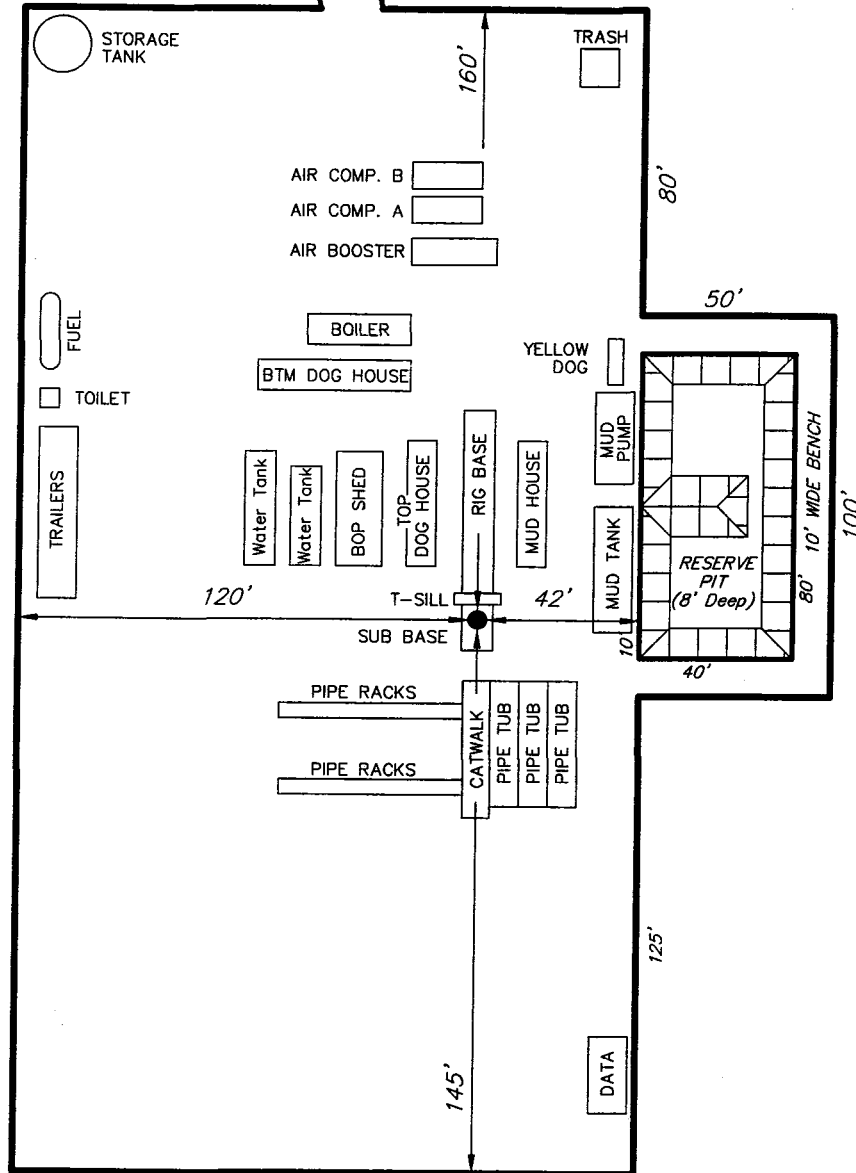 STORAGE
TANK
160'
TRASH
AIR COMP. B
AIR COMP. A
AIR BOOSTER
80'
50'
FUEL
BOILER
YELLOW
DOG
BTM DOG HOUSE
TOILET
TRAILERS
Water Tank
Water Tank
BOP SHED
TOP
DOG HOUSE
RIG BASE
MUD HOUSE
MUD
PUMP
MUD TANK
RESERVE
PIT
(8' Deep)
80'
10' WIDE BENCH
100'
T-SILL
120'
42'
SUB BASE
10'
40'
PIPE RACKS
CATWALK
PIPE TUB
PIPE TUB
PIPE TUB
PIPE RACKS
125'
145'
DATA